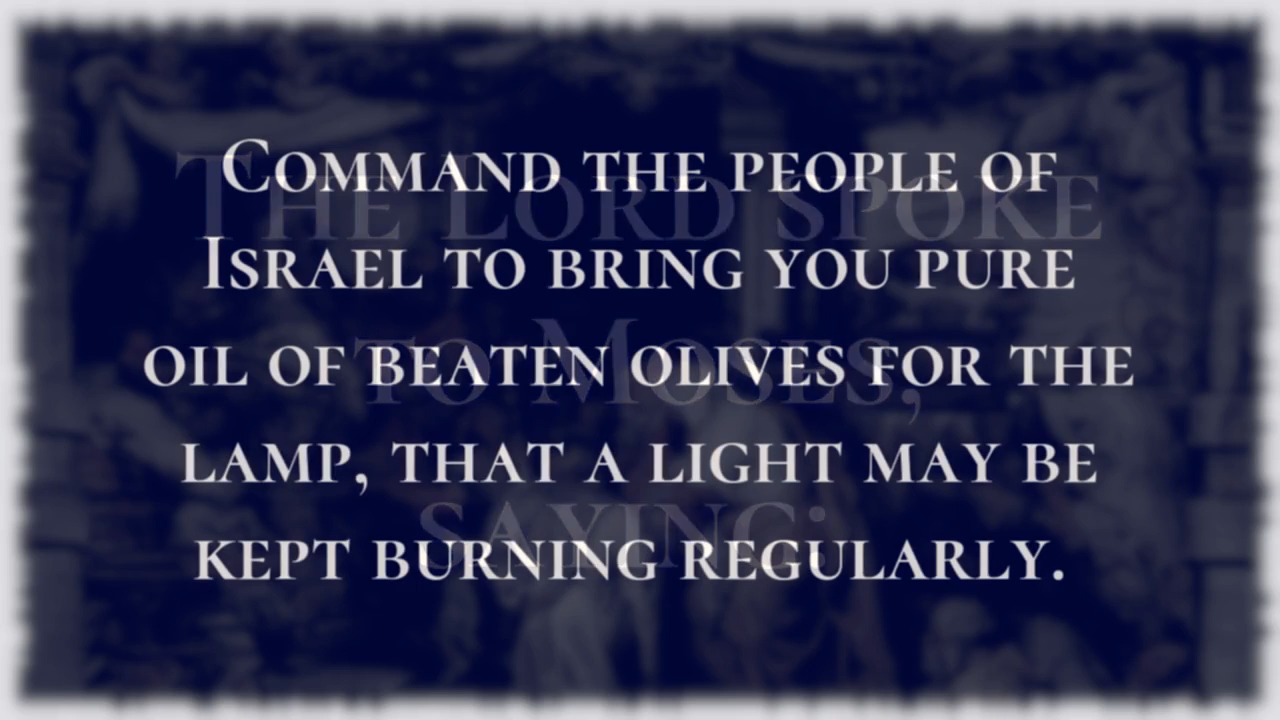 Command the people of
Israel to bring you pure
oil of beaten olives for the
lamp, that a light may be
kept burning regularly.
The Lord spoke
to Moses,
saying: